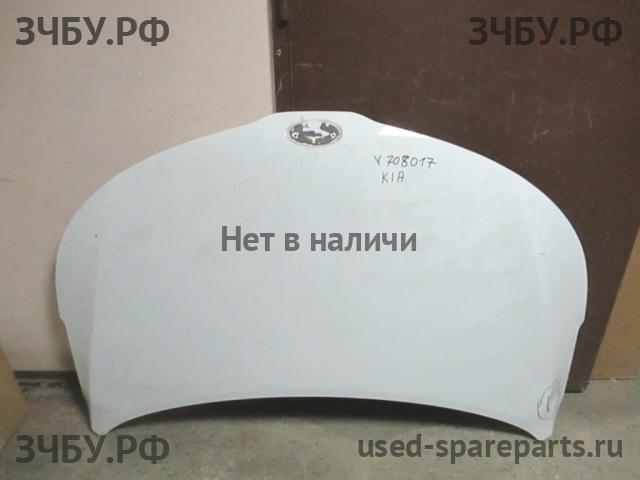 ЗЧБУ.РФ
ЗЧБУ.РФ
Y708017
KIA
Нет в наличи
ЗЧБУ.РФ
used-spareparts.ru